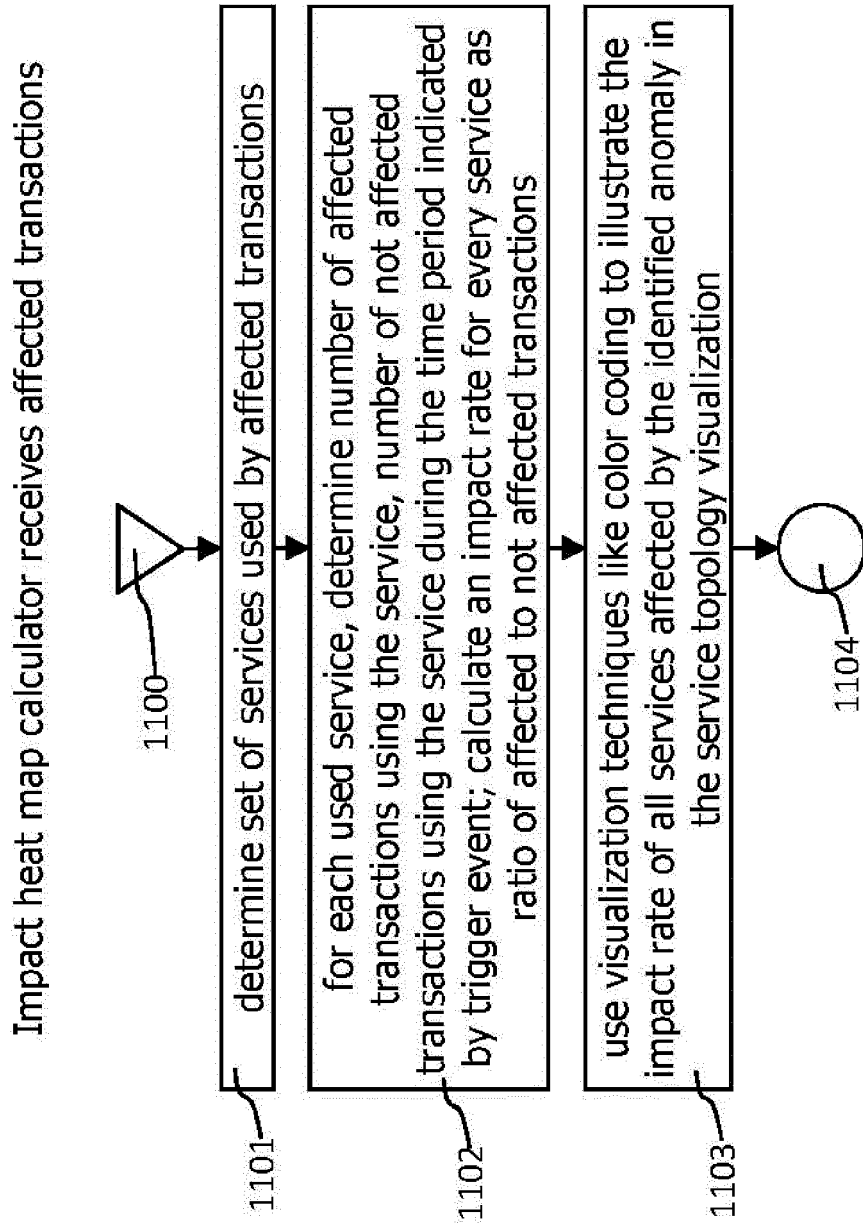 Impact heat map calculator receives affected transactions
1100
1101
determine set of services used by affected transactions
1102
for each used service, determine number of affected
transactions using the service, number of not affected
transactions using the service during the time period indicated
by trigger event; calculate an impact rate for every service as
ratio of affected to not affected transactions
1103
use visualization techniques like color coding to illustrate the
impact rate of all services affected by the identified anomaly in
the service topology visualization
1104